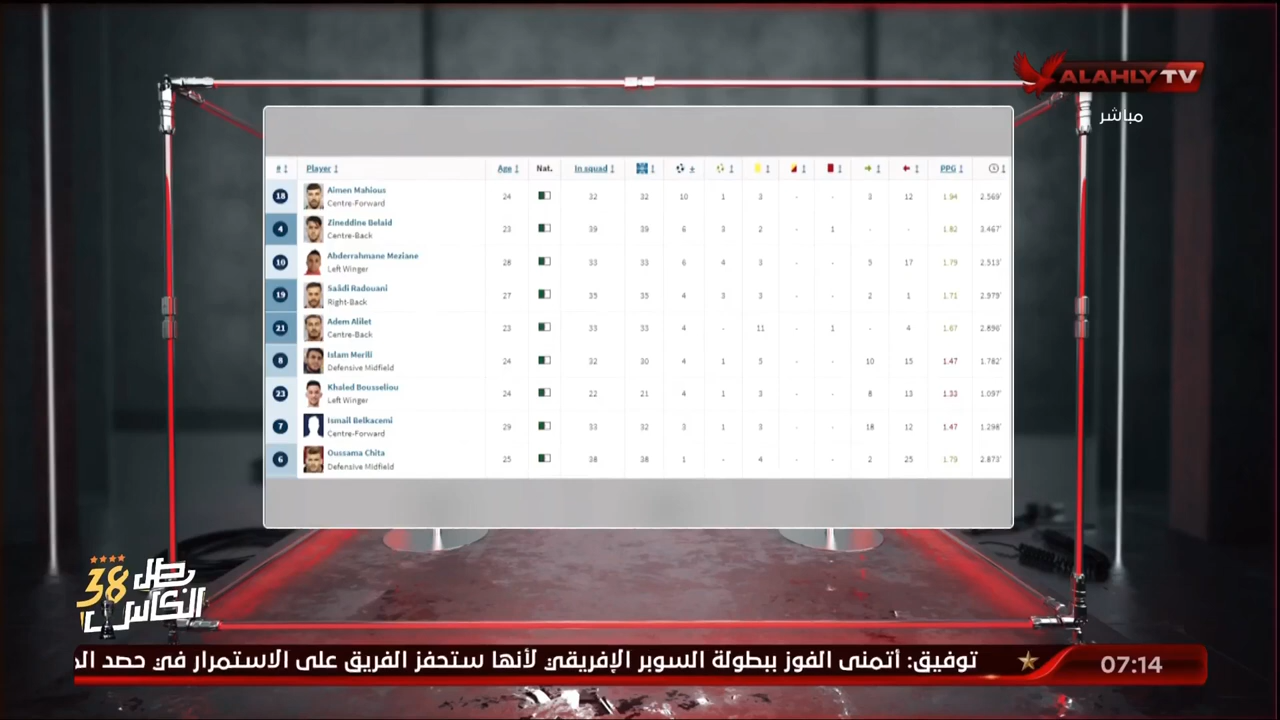 ALAHLY TV
مباشر
# Player Age Nat. In squad PPG
18 Aimen Mahious 24 32 32 10 1 3 - - 3 12 1.94 2.569'
Centre-Forward
4 Zineddine Belaid 23 39 39 6 3 2 - 1 - - 1.82 3.467'
Centre-Back
10 Abderrahmane Meziane 28 33 33 6 4 3 - - 5 17 1.79 2.513'
Left Winger
19 Saâdi Radouani 27 35 35 4 3 3 - - 2 1 1.71 2.979'
Right-Back
21 Adem Alilet 23 33 33 4 - 11 - 1 - 4 1.67 2.896'
Centre-Back
8 Islam Merili 24 32 30 4 1 5 - - 10 15 1.47 1.782'
Defensive Midfield
23 Khaled Bousseliou 24 22 21 4 1 3 - - 8 13 1.33 1.097'
Left Winger
7 Ismail Belkacemi 29 33 32 3 1 3 - - 18 12 1.47 1.298'
Centre-Forward
6 Oussama Chita 25 38 38 1 - 4 - - 2 25 1.79 2.873'
Defensive Midfield
بطل
38
الكاس
توفيق: أتمنى الفوز ببطولة السوبر الإفريقي لأنها ستحفز الفريق على الاستمرار في حصد
07:14